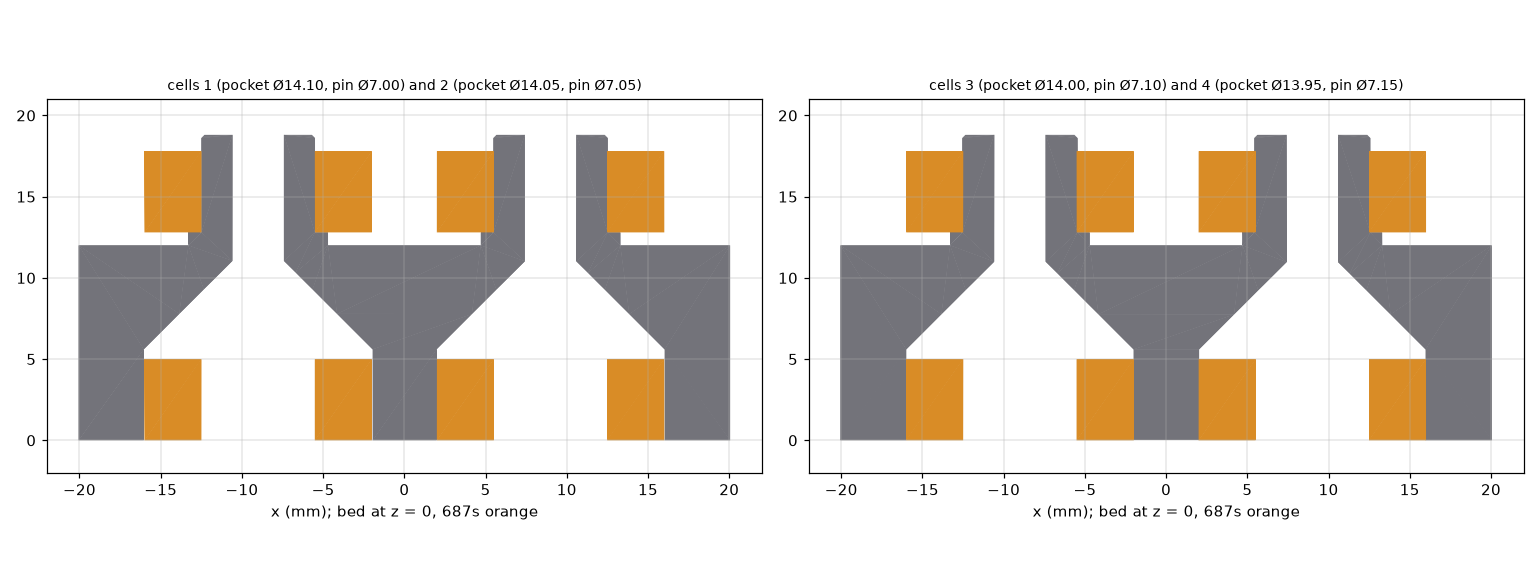 cells 1 (pocket Ø14.10, pin Ø7.00) and 2 (pocket Ø14.05, pin Ø7.05)
20
15
10
5
0
−20 −15 −10 −5 0 5 10 15 20
x (mm); bed at z = 0, 687s orange
cells 3 (pocket Ø14.00, pin Ø7.10) and 4 (pocket Ø13.95, pin Ø7.15)
20
15
10
5
0
−20 −15 −10 −5 0 5 10 15 20
x (mm); bed at z = 0, 687s orange